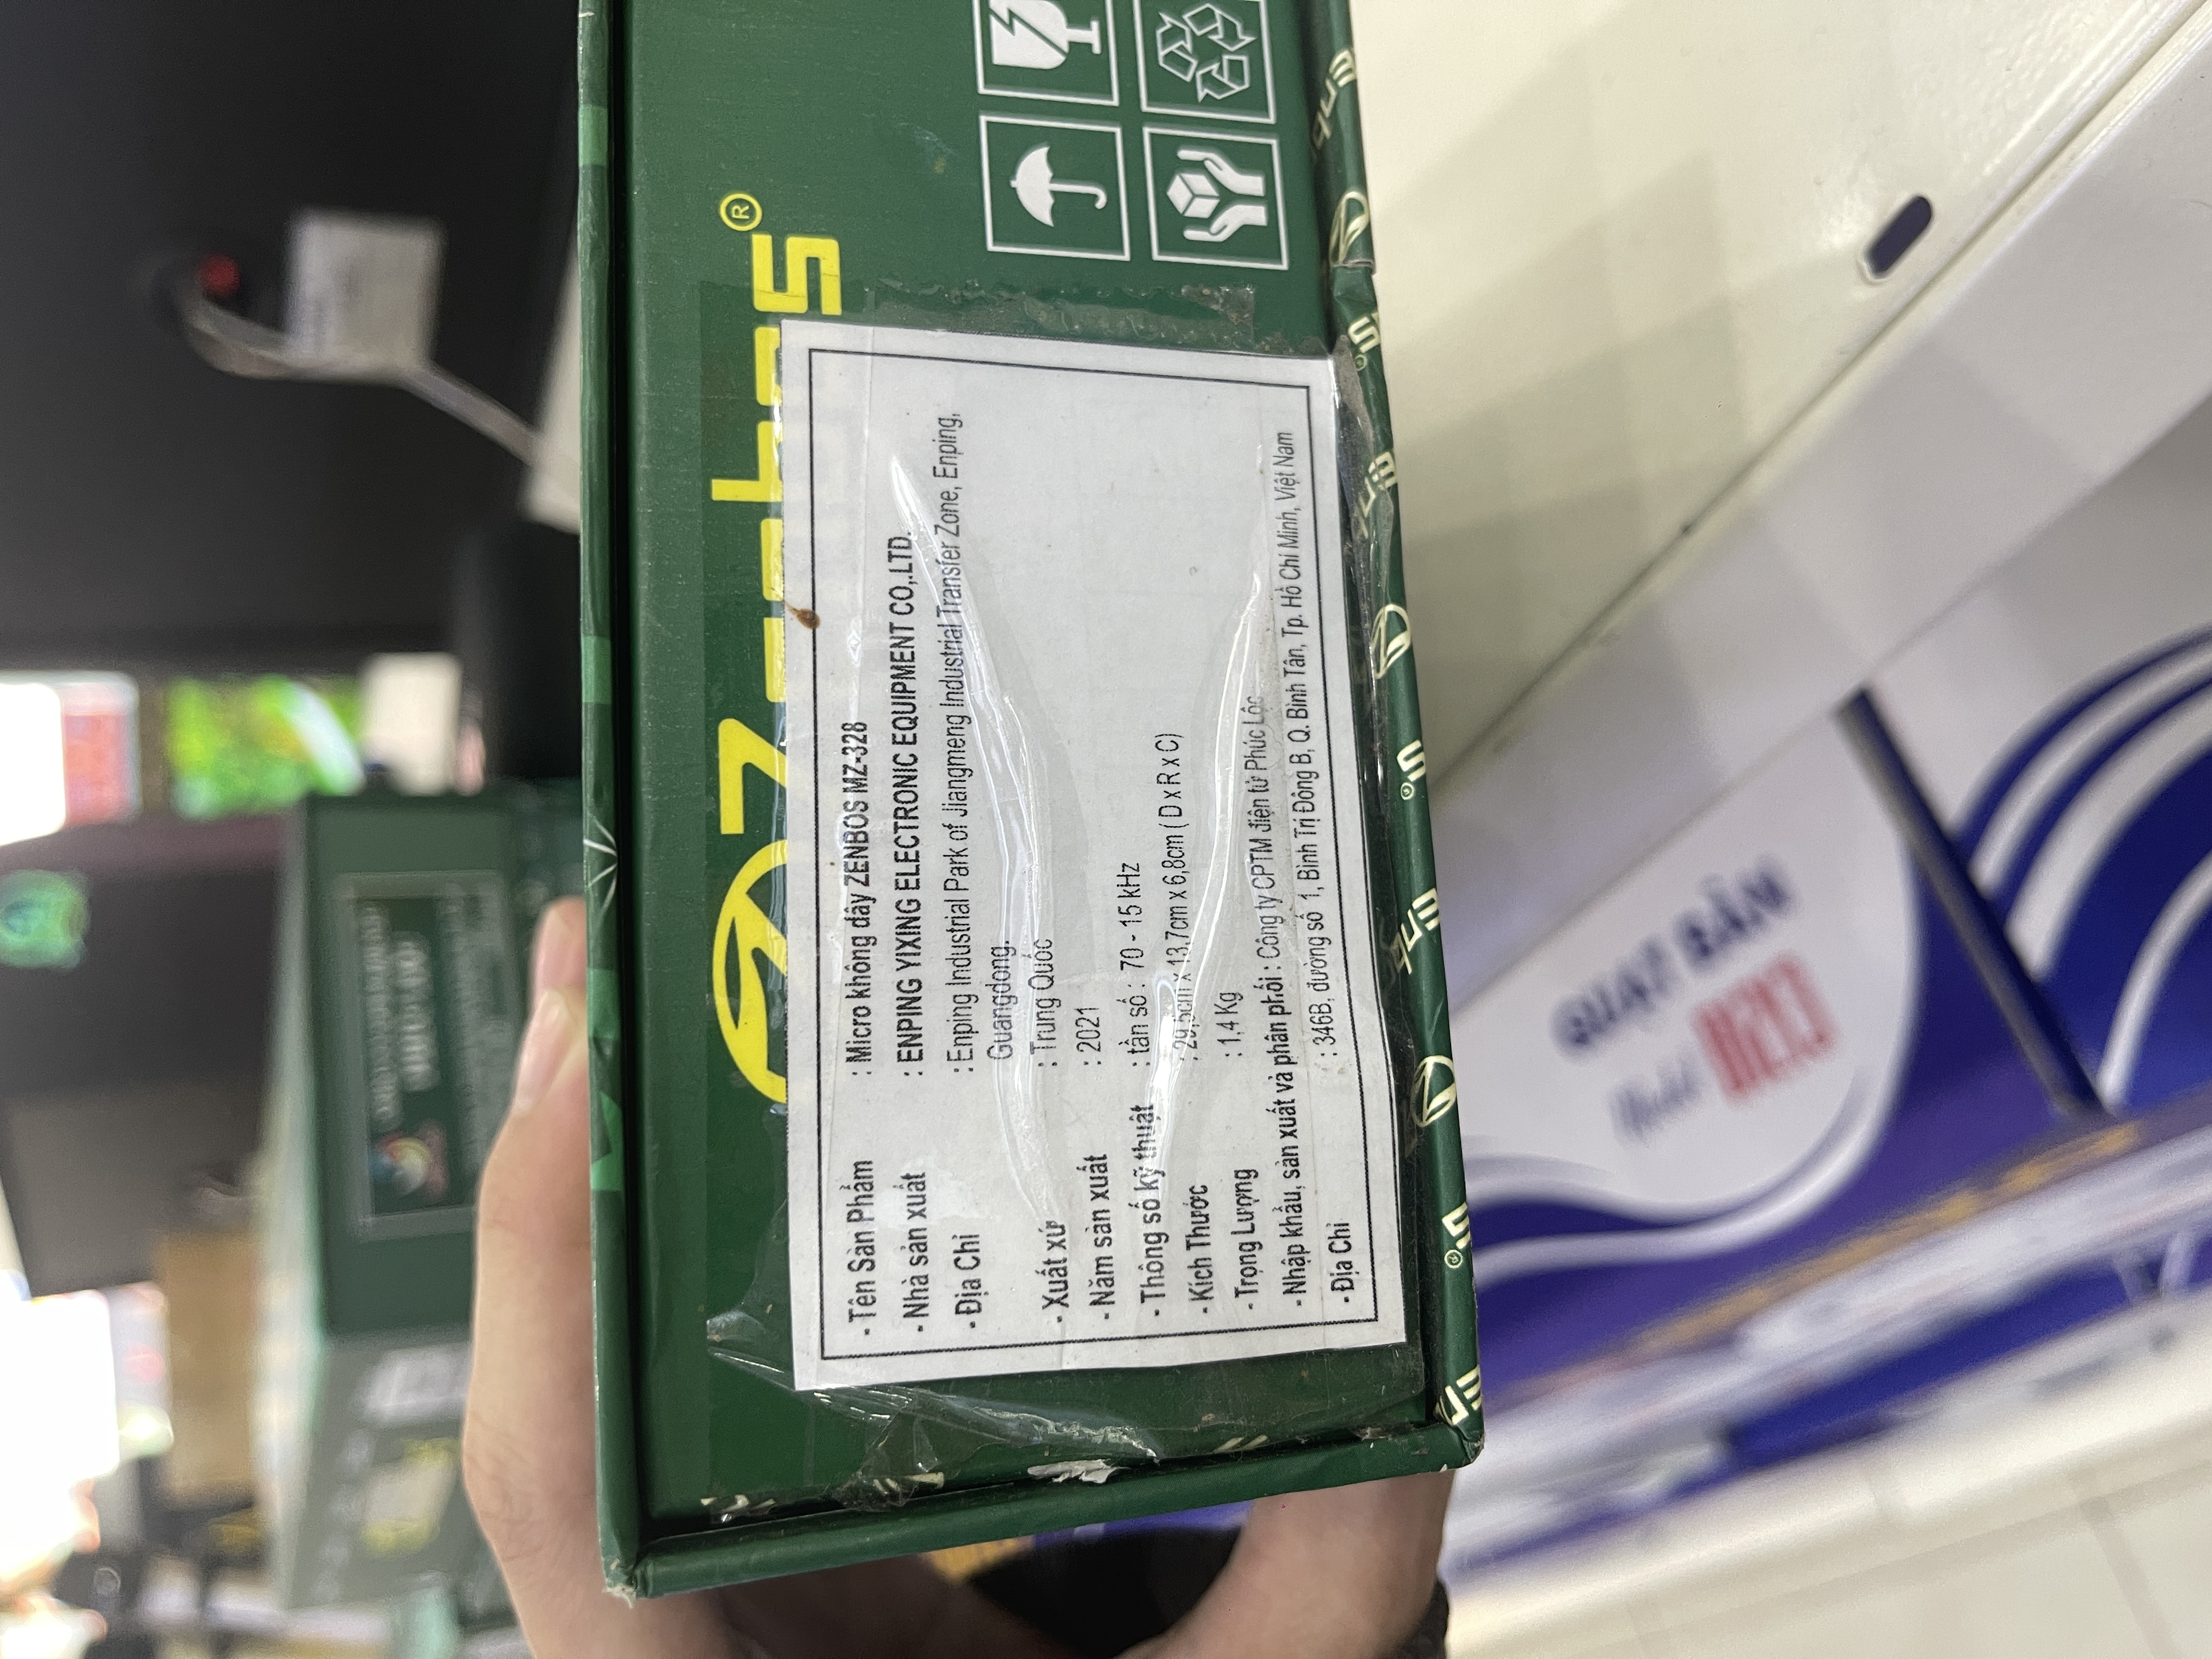 Zenbos®
- Tên Sản Phẩm : Micro không dây ZENBOS MZ-328
- Nhà sản xuất : ENPING YIXING ELECTRONIC EQUIPMENT CO,.LTD.
- Địa Chỉ : Enping Industrial Park of Jiangmeng Industrial Transfer Zone, Enping,
Guangdong.
- Xuất xứ : Trung Quốc
- Năm sản xuất : 2021
- Thông số kỹ thuật : tần số : 70 - 15 kHz
- Kích Thước : 29,5cm x 13,7cm x 6,8cm ( D x R x C)
- Trọng Lượng : 1,4 Kg
- Nhập khẩu, sản xuất và phân phối : Công ty CPTM điện tử Phúc Lộc
- Địa Chỉ : 346B, đường số 1, Bình Trị Đông B, Q. Bình Tân, Tp. Hồ Chí Minh, Việt Nam
QUẠT BÀN